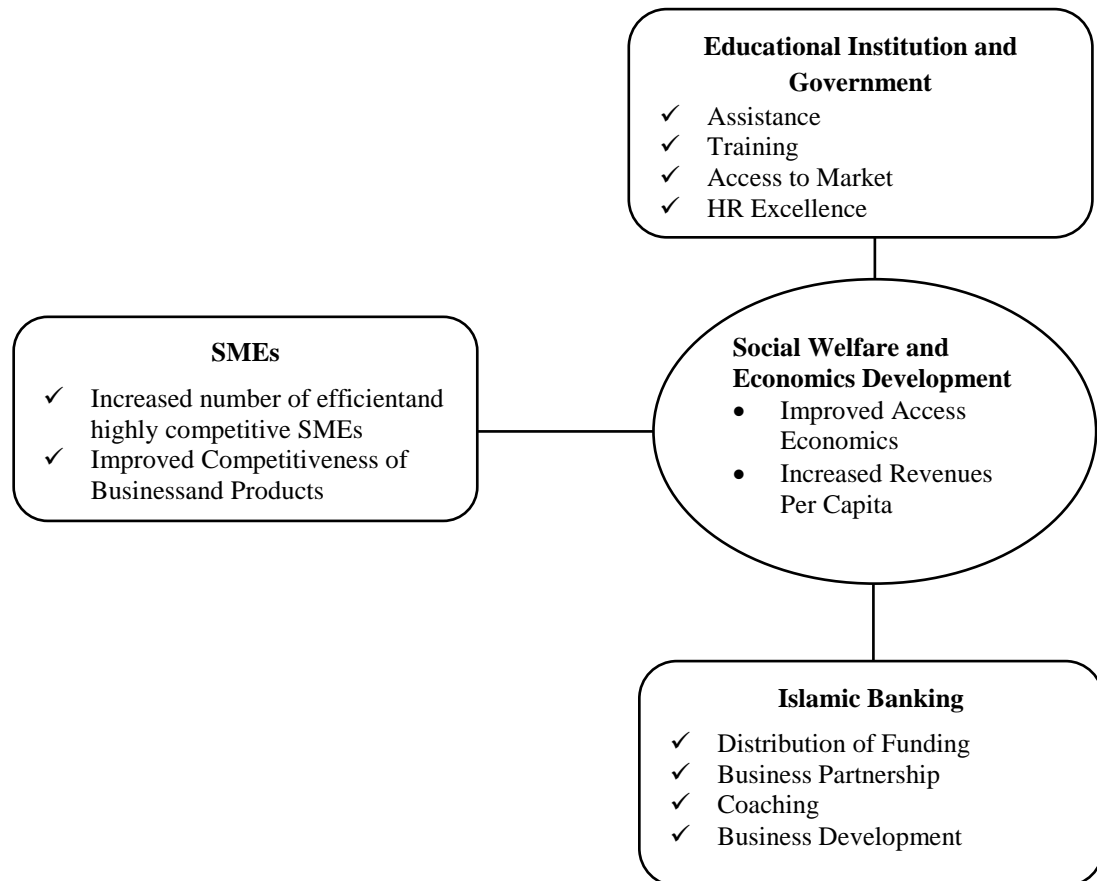 Educational Institution and
Government
✓ Assistance
✓ Training
✓ Access to Market
✓ HR Excellence
SMEs
✓ Increased number of efficientand
highly competitive SMEs
✓ Improved Competitiveness of
Businessand Products
Social Welfare and
Economics Development
• Improved Access
Economics
• Increased Revenues
Per Capita
Islamic Banking
✓ Distribution of Funding
✓ Business Partnership
✓ Coaching
✓ Business Development